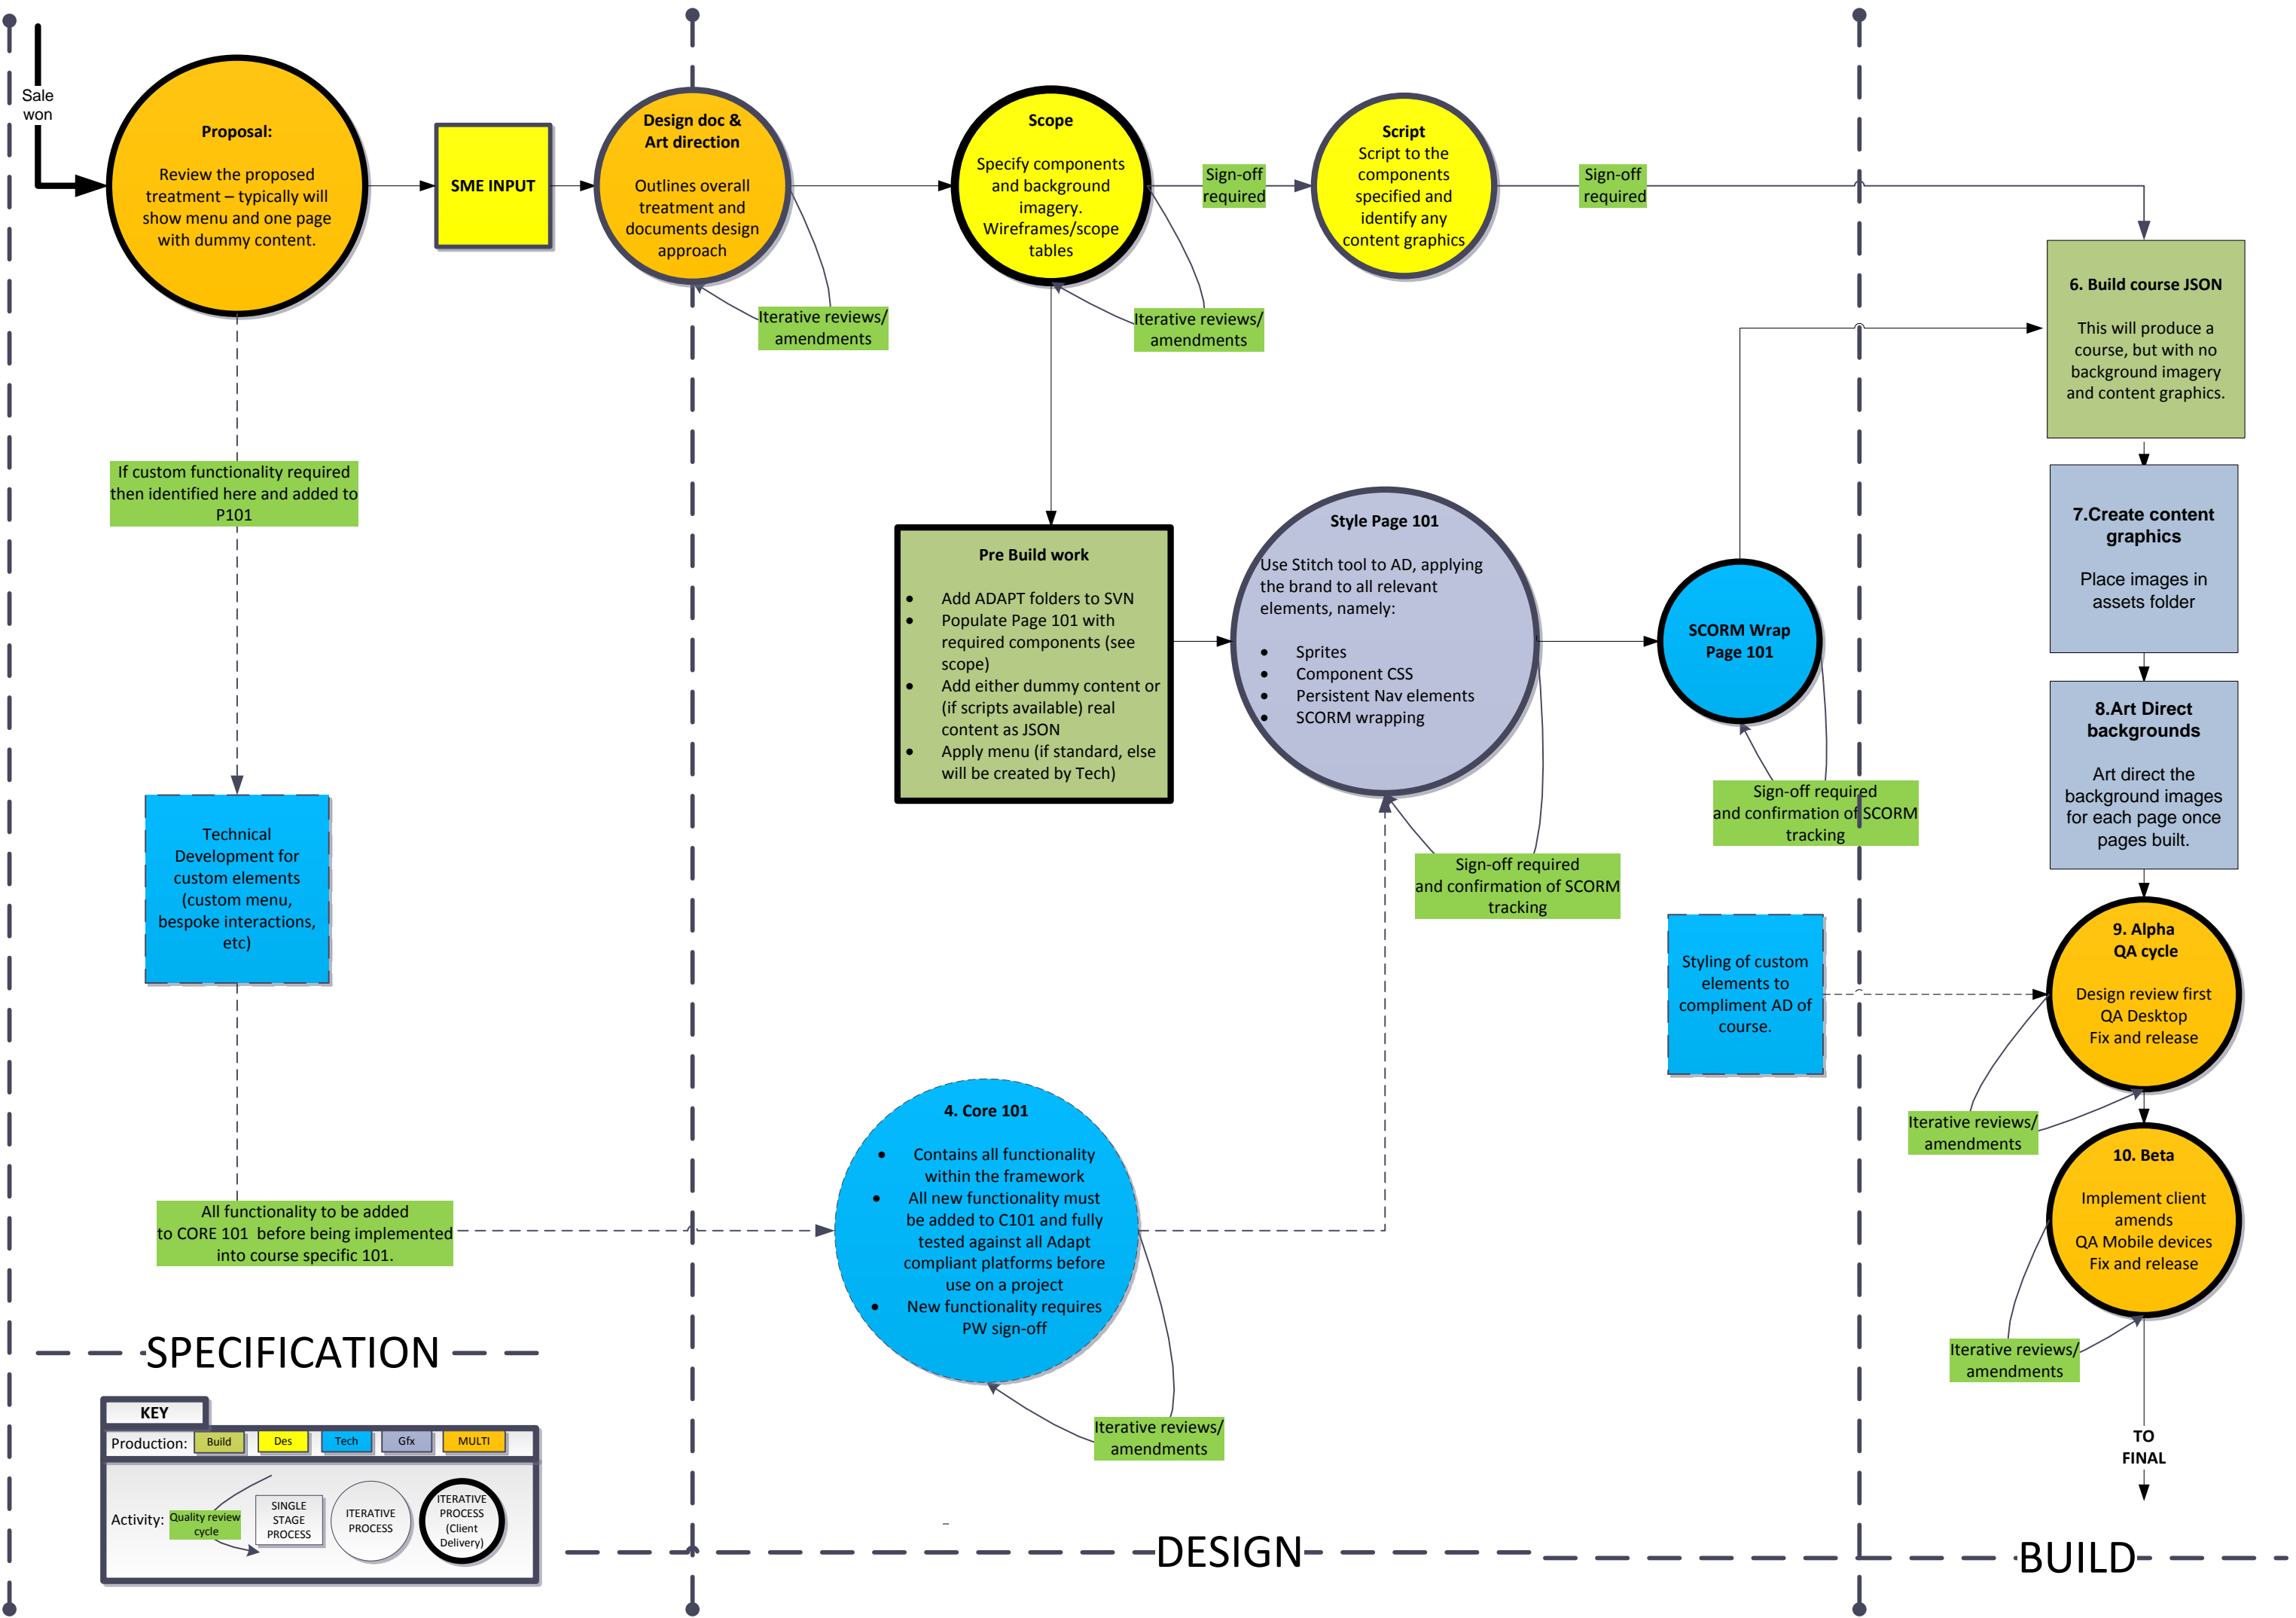 Sale
won
Proposal:
Review the proposed
treatment – typically will
show menu and one page
with dummy content.
SME INPUT
Design doc &
Art direction
Outlines overall
treatment and
documents design
approach
Iterative reviews/
amendments
Scope
Specify components
and background
imagery.
Wireframes/scope
tables
Iterative reviews/
amendments
Sign-off
required
Script
Script to the
components
specified and
identify any
content graphics
Sign-off
required
6. Build course JSON
This will produce a
course, but with no
background imagery
and content graphics.
If custom functionality required
then identified here and added to
P101
Pre Build work
• Add ADAPT folders to SVN
• Populate Page 101 with
required components (see
scope)
• Add either dummy content or
(if scripts available) real
content as JSON
• Apply menu (if standard, else
will be created by Tech)
Style Page 101
Use Stitch tool to AD, applying
the brand to all relevant
elements, namely:
• Sprites
• Component CSS
• Persistent Nav elements
• SCORM wrapping
Sign-off required
and confirmation of SCORM
tracking
SCORM Wrap
Page 101
Sign-off required
and confirmation of SCORM
tracking
7.Create content
graphics
Place images in
assets folder
8.Art Direct
backgrounds
Art direct the
background images
for each page once
pages built.
Technical
Development for
custom elements
(custom menu,
bespoke interactions,
etc)
Styling of custom
elements to
compliment AD of
course.
9. Alpha
QA cycle
Design review first
QA Desktop
Fix and release
Iterative reviews/
amendments
All functionality to be added
to CORE 101 before being implemented
into course specific 101.
4. Core 101
• Contains all functionality
within the framework
• All new functionality must
be added to C101 and fully
tested against all Adapt
compliant platforms before
use on a project
• New functionality requires
PW sign-off
Iterative reviews/
amendments
10. Beta
Implement client
amends
QA Mobile devices
Fix and release
Iterative reviews/
amendments
TO
FINAL
SPECIFICATION
KEY
Production: Build Des Tech Gfx MULTI
Activity:
Quality review
cycle
SINGLE
STAGE
PROCESS
ITERATIVE
PROCESS
ITERATIVE
PROCESS
(Client
Delivery)
DESIGN
BUILD